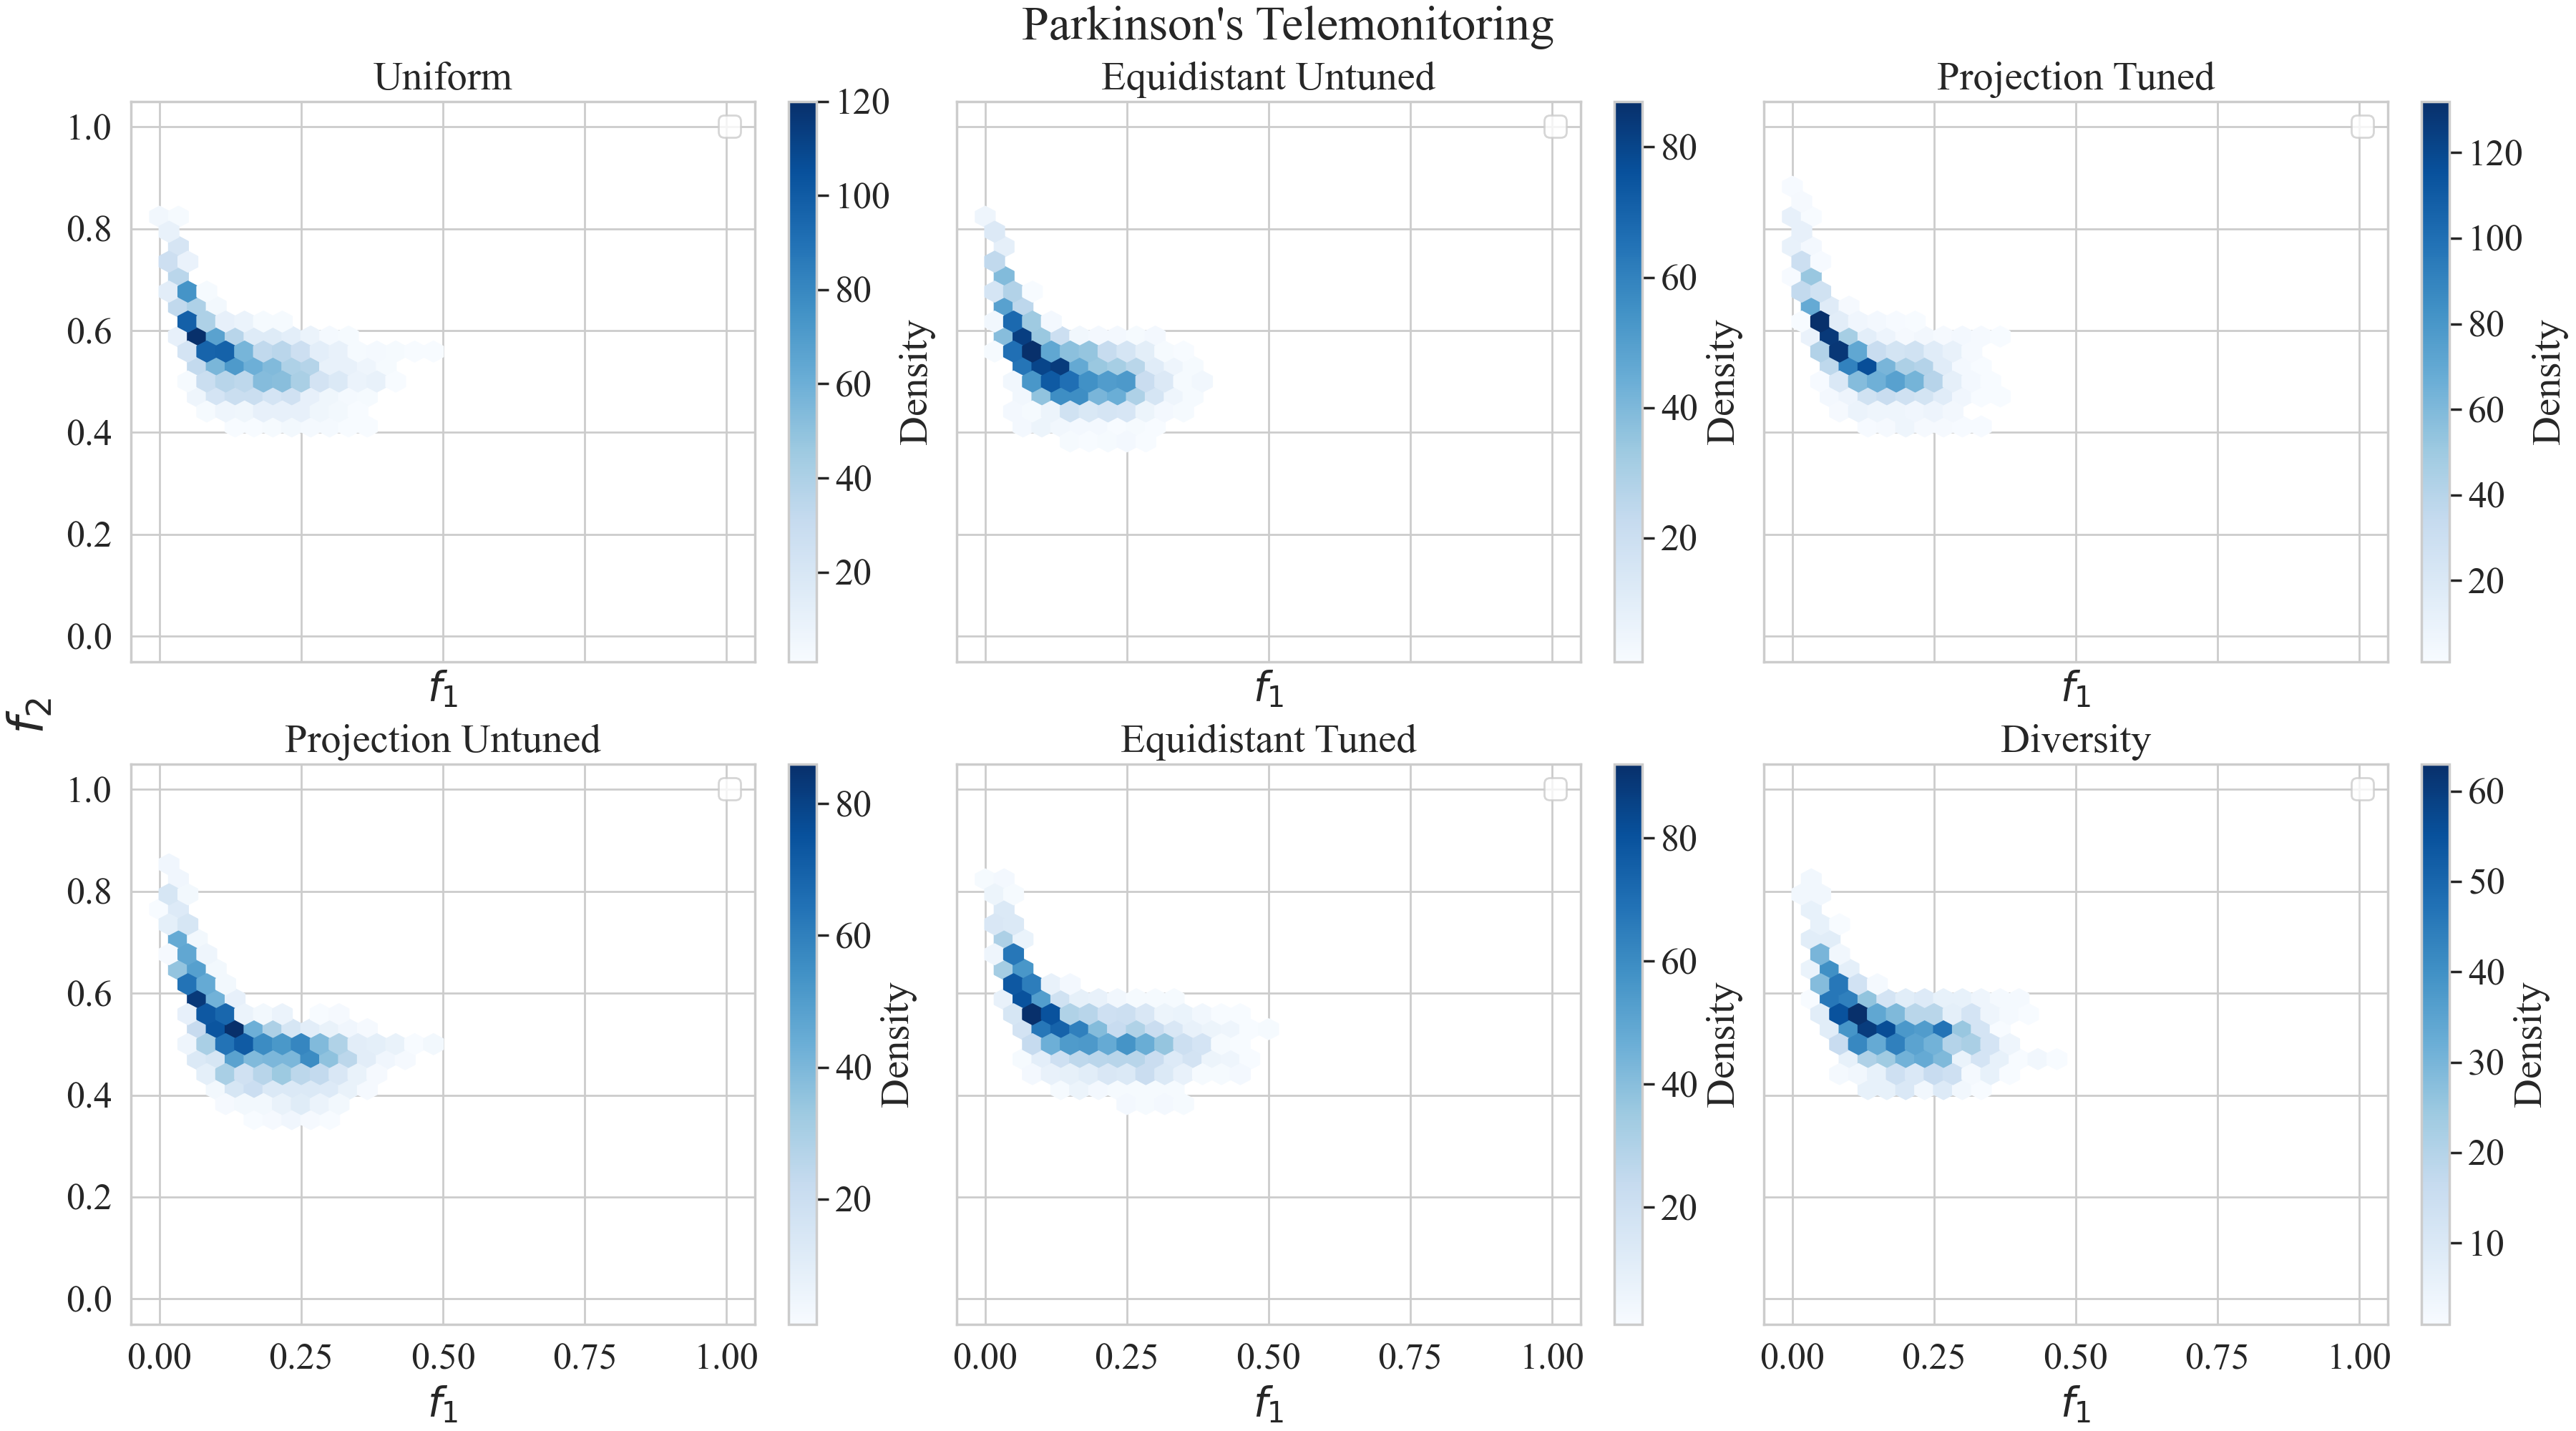 Parkinson's Telemonitoring
Uniform
Equidistant Untuned
Projection Tuned
1.0
0.8
0.6
0.4
0.2
0.0
120
100
80
60
40
20
Density
80
60
40
20
Density
120
100
80
60
40
20
Density
f1
f1
f1
f2
Projection Untuned
Equidistant Tuned
Diversity
1.0
0.8
0.6
0.4
0.2
0.0
80
60
40
20
Density
80
60
40
20
Density
60
50
40
30
20
10
Density
0.00 0.25 0.50 0.75 1.00
0.00 0.25 0.50 0.75 1.00
0.00 0.25 0.50 0.75 1.00
f1
f1
f1